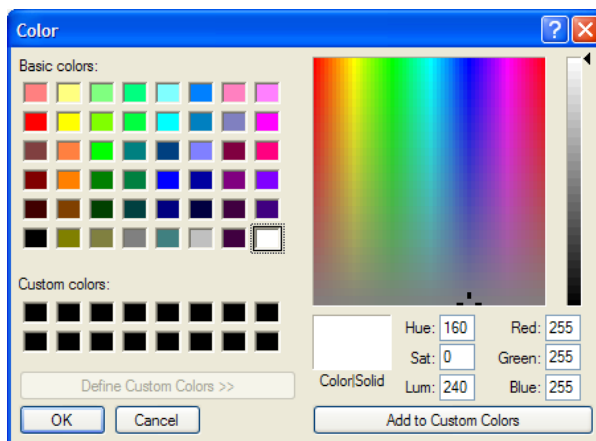 Color
Basic colors:
Custom colors:
Define Custom Colors >>
OK
Cancel
Color|Solid
Hue: 160
Sat: 0
Lum: 240
Red: 255
Green: 255
Blue: 255
Add to Custom Colors